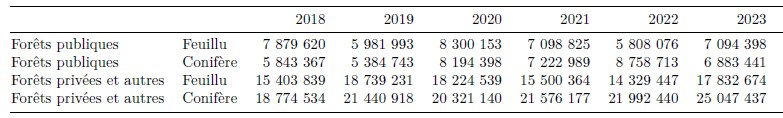 2018 2019 2020 2021 2022 2023
Forêts publiques Feuillu 7 879 620 5 981 993 8 300 153 7 098 825 5 808 076 7 094 398
Forêts publiques Conifère 5 843 367 5 384 743 8 194 398 7 222 989 8 758 713 6 883 441
Forêts privées et autres Feuillu 15 403 839 18 739 231 18 224 539 15 500 364 14 329 447 17 832 674
Forêts privées et autres Conifère 18 774 534 21 440 918 20 321 140 21 576 177 21 992 440 25 047 437